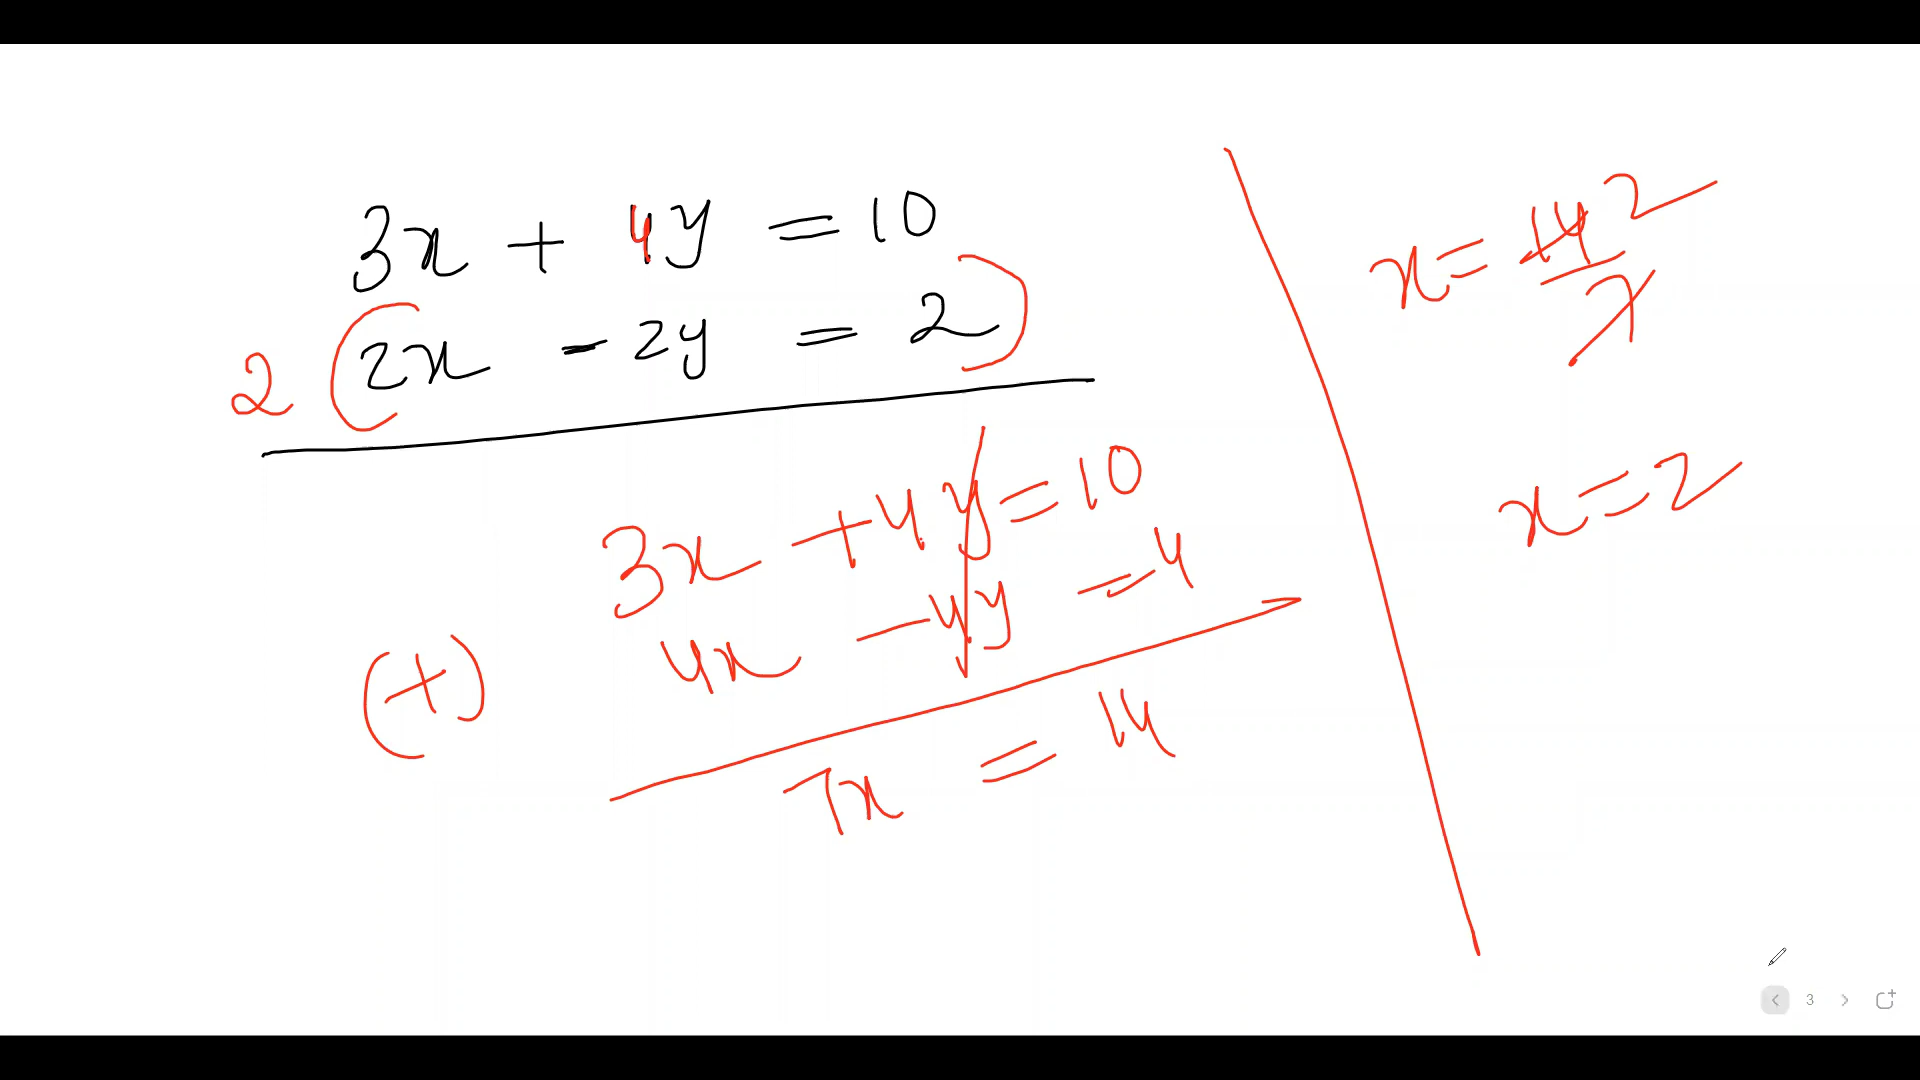 3x + 4y = 10
2 (2x - 2y = 2)
3x + 4y = 10
(+) 4x - 4y = 4
7x = 14
x = 14/7 2
x = 2
3